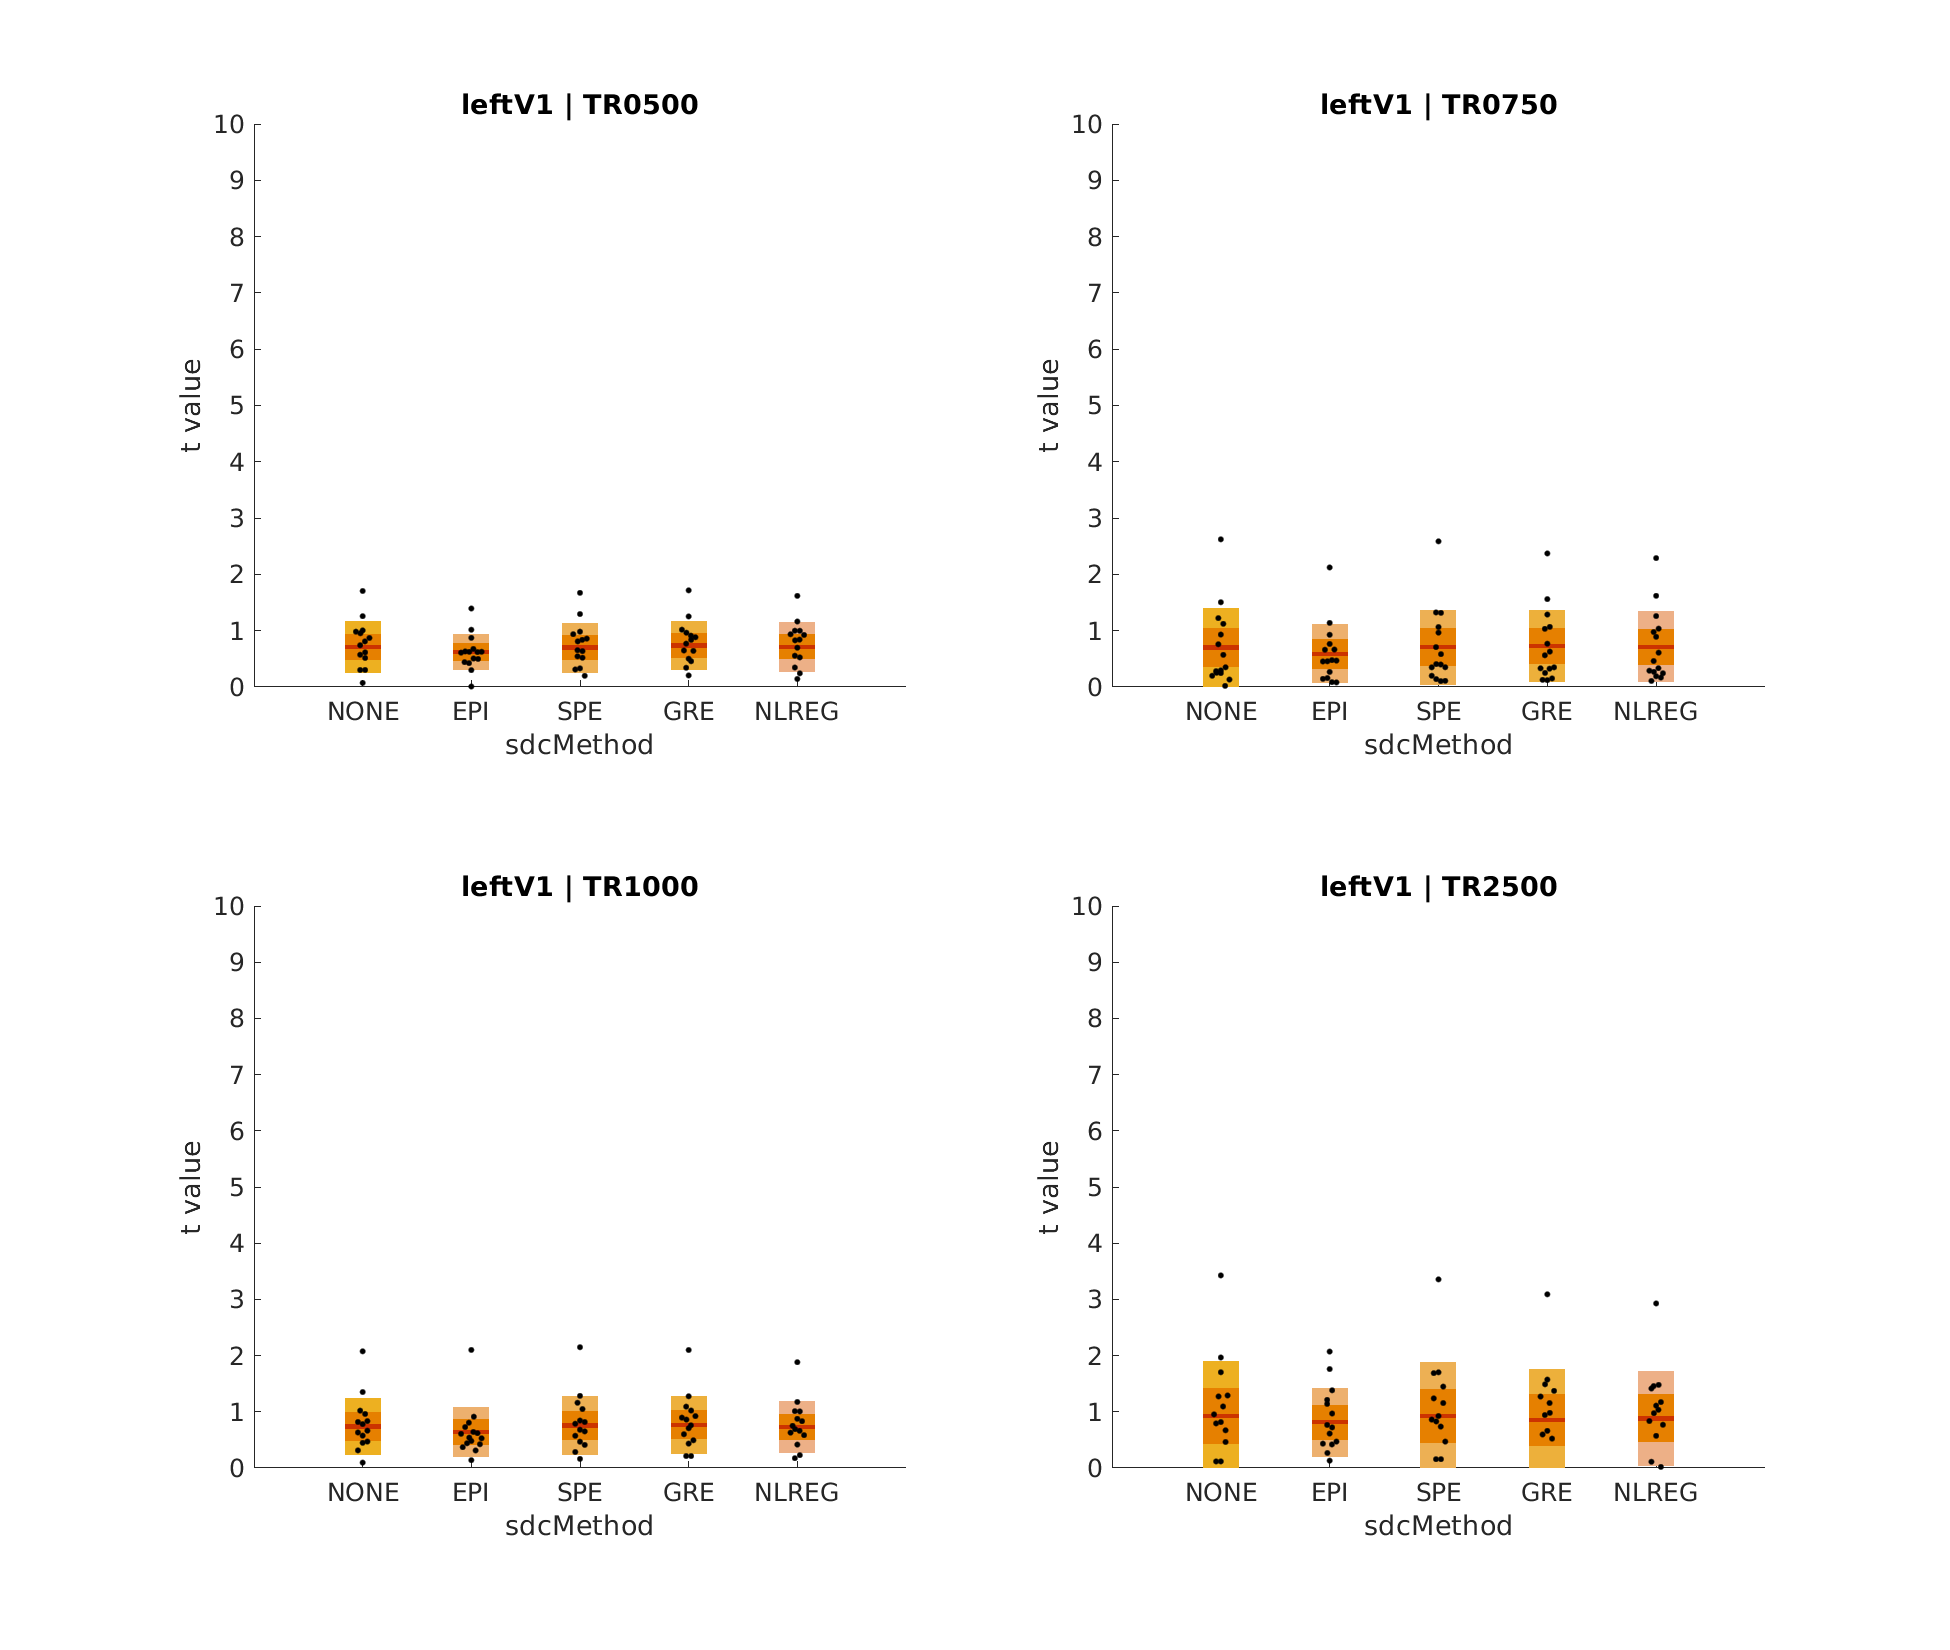 leftV1 | TR0500
10
9
8
7
6
5
4
3
2
1
0
t value
NONE EPI SPE GRE NLREG
sdcMethod
leftV1 | TR0750
10
9
8
7
6
5
4
3
2
1
0
t value
NONE EPI SPE GRE NLREG
sdcMethod
leftV1 | TR1000
10
9
8
7
6
5
4
3
2
1
0
t value
NONE EPI SPE GRE NLREG
sdcMethod
leftV1 | TR2500
10
9
8
7
6
5
4
3
2
1
0
t value
NONE EPI SPE GRE NLREG
sdcMethod